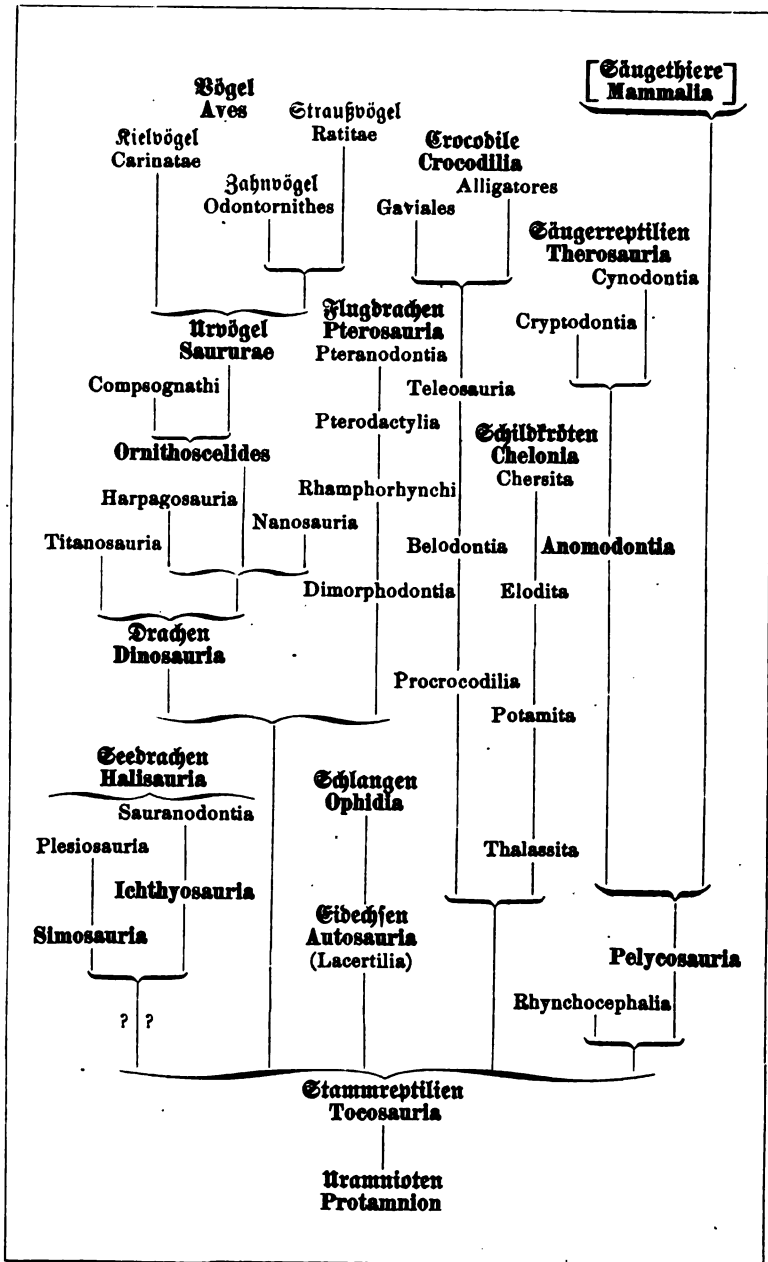 Vögel
Aves
Kielvögel
Carinatae
Straußvögel
Ratitae
Zahnvögel
Odontornithes
Crocodile
Crocodilia
Alligatores
Gaviales
[Säugethiere]
[Mammalia]
Säugerreptilien
Therosauria
Cynodontia
Cryptodontia
Urvögel
Saururae
Flugdrachen
Pterosauria
Pteranodontia
Compsognathi
Teleosauria
Pterodactylia
Ornithoscelides
Schildkröten
Chelonia
Chersita
Harpagosauria
Rhamphorhynchi
Nanosauria
Titanosauria
Belodontia
Anomodontia
Dimorphodontia
Elodita
Drachen
Dinosauria
Procrocodilia
Potamita
Seedrachen
Halisauria
Sauranodontia
Schlangen
Ophidia
Plesiosauria
Thalassita
Ichthyosauria
Simosauria
Eidechsen
Autosauria
(Lacertilia)
Pelycosauria
Rhynchocephalia
? ?
Stammreptilien
Tocosauria
Uramnioten
Protamnion